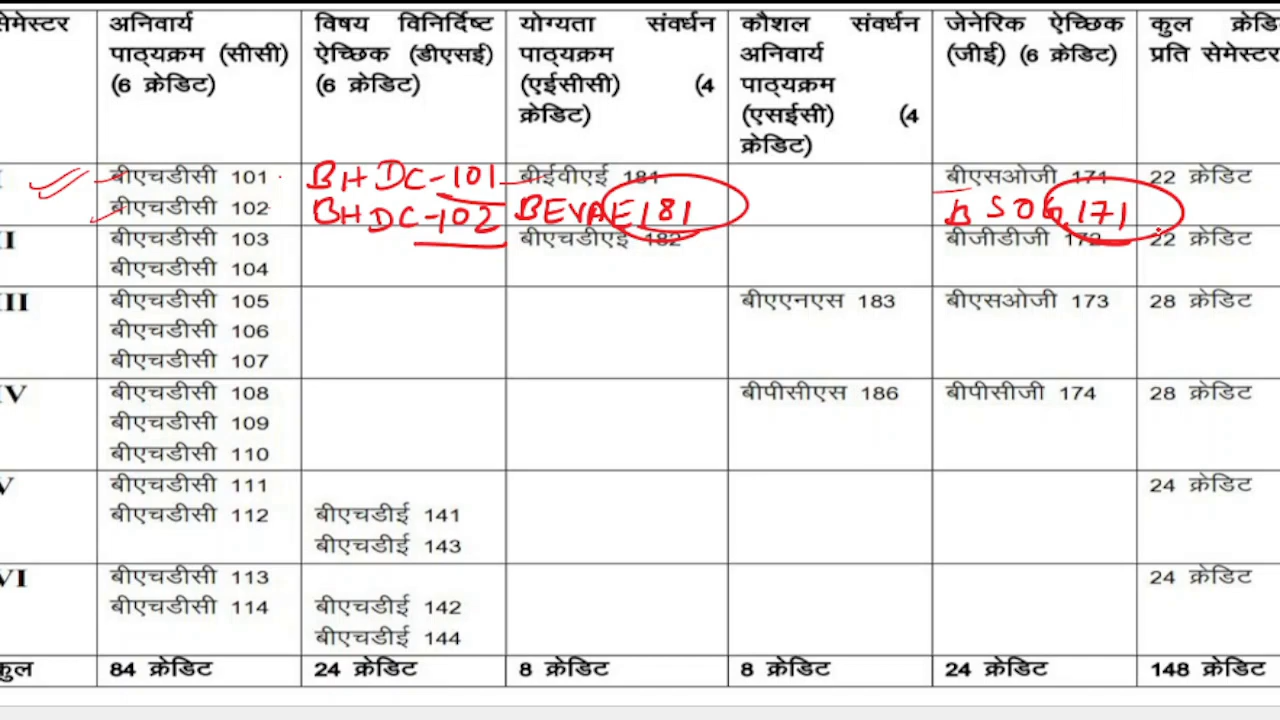 सेमेस्टर
अनिवार्य
पाठ्यक्रम (सीसी)
(6 क्रेडिट)
विषय विनिर्दिष्ट
ऐच्छिक (डीएसई)
(6 क्रेडिट)
योग्यता संवर्धन
पाठ्यक्रम
(एईसीसी) (4
क्रेडिट)
कौशल संवर्धन
अनिवार्य
पाठ्यक्रम
(एसईसी) (4
क्रेडिट)
जेनेरिक ऐच्छिक
(जीई) (6 क्रेडिट)
कुल क्रेडि
प्रति सेमेस्टर
I
बीएचडीसी 101
BHDC-101
बीईवीएई 181
बीएसओजी 171
22 क्रेडिट
बीएचडीसी 102
BHDC-102
BEVAE 181
BSOG 171
II
बीएचडीसी 103
बीएचडीएई 182
बीजीडीजी 172
22 क्रेडिट
बीएचडीसी 104
III
बीएचडीसी 105
बीएएनएस 183
बीएसओजी 173
28 क्रेडिट
बीएचडीसी 106
बीएचडीसी 107
IV
बीएचडीसी 108
बीपीसीएस 186
बीपीसीजी 174
28 क्रेडिट
बीएचडीसी 109
बीएचडीसी 110
V
बीएचडीसी 111
24 क्रेडिट
बीएचडीसी 112
बीएचडीई 141
बीएचडीई 143
VI
बीएचडीसी 113
24 क्रेडिट
बीएचडीसी 114
बीएचडीई 142
बीएचडीई 144
कुल
84 क्रेडिट
24 क्रेडिट
8 क्रेडिट
8 क्रेडिट
24 क्रेडिट
148 क्रेडिट